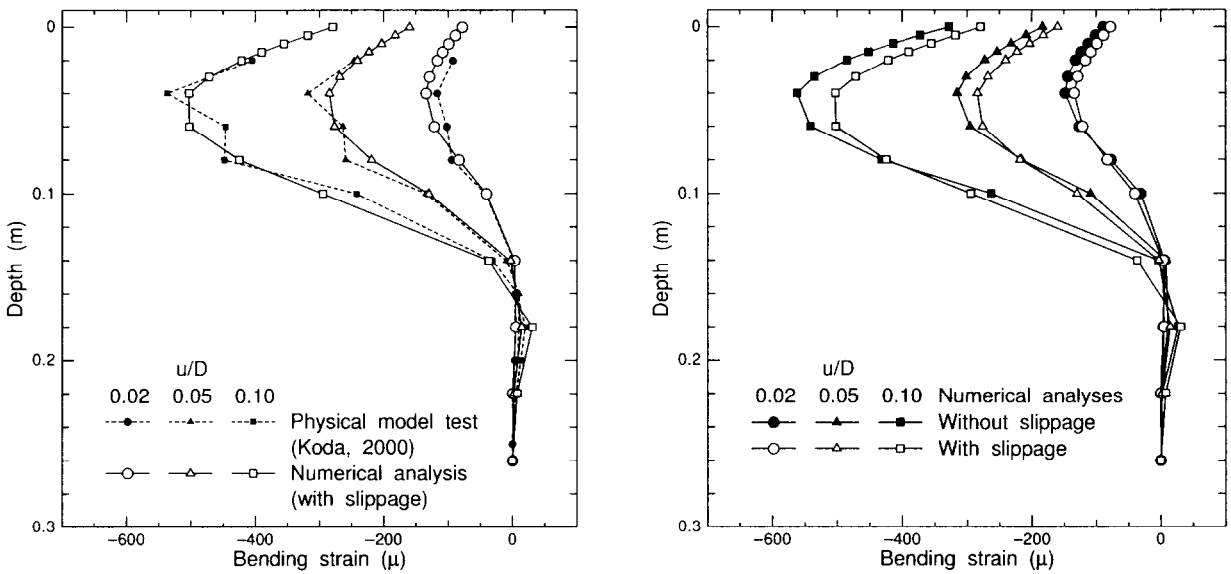 0
0.1
0.2
0.3
Depth (m)
u/D
0.02 0.05 0.10
Physical model test
(Koda, 2000)
Numerical analysis
(with slippage)
−600 −400 −200 0
Bending strain (μ)
0
0.1
0.2
0.3
Depth (m)
u/D
0.02 0.05 0.10 Numerical analyses
Without slippage
With slippage
−600 −400 −200 0
Bending strain (μ)